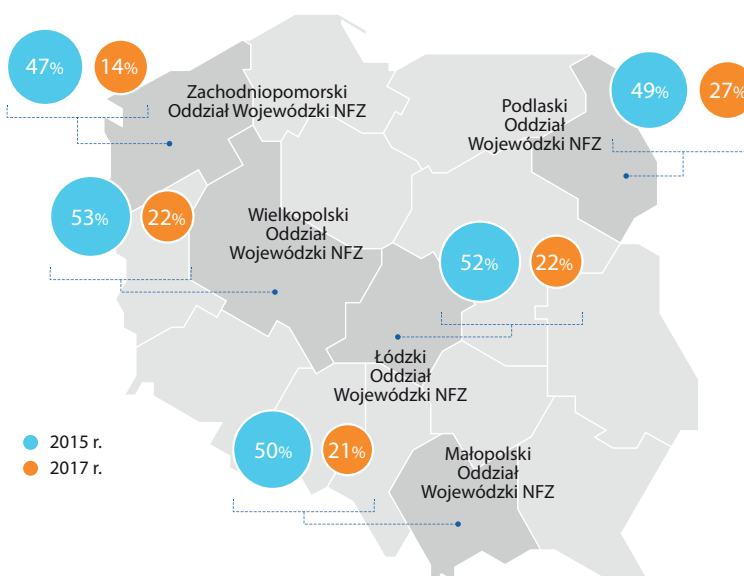 47%
14%
Zachodniopomorski
Oddział Wojewódzki NFZ
Podlaski
Oddział
Wojewódzki NFZ
49%
27%
53%
22%
Wielkopolski
Oddział
Wojewódzki NFZ
52%
22%
Łódzki
Oddział
Wojewódzki NFZ
2015 r.
2017 r.
50%
21%
Małopolski
Oddział
Wojewódzki NFZ